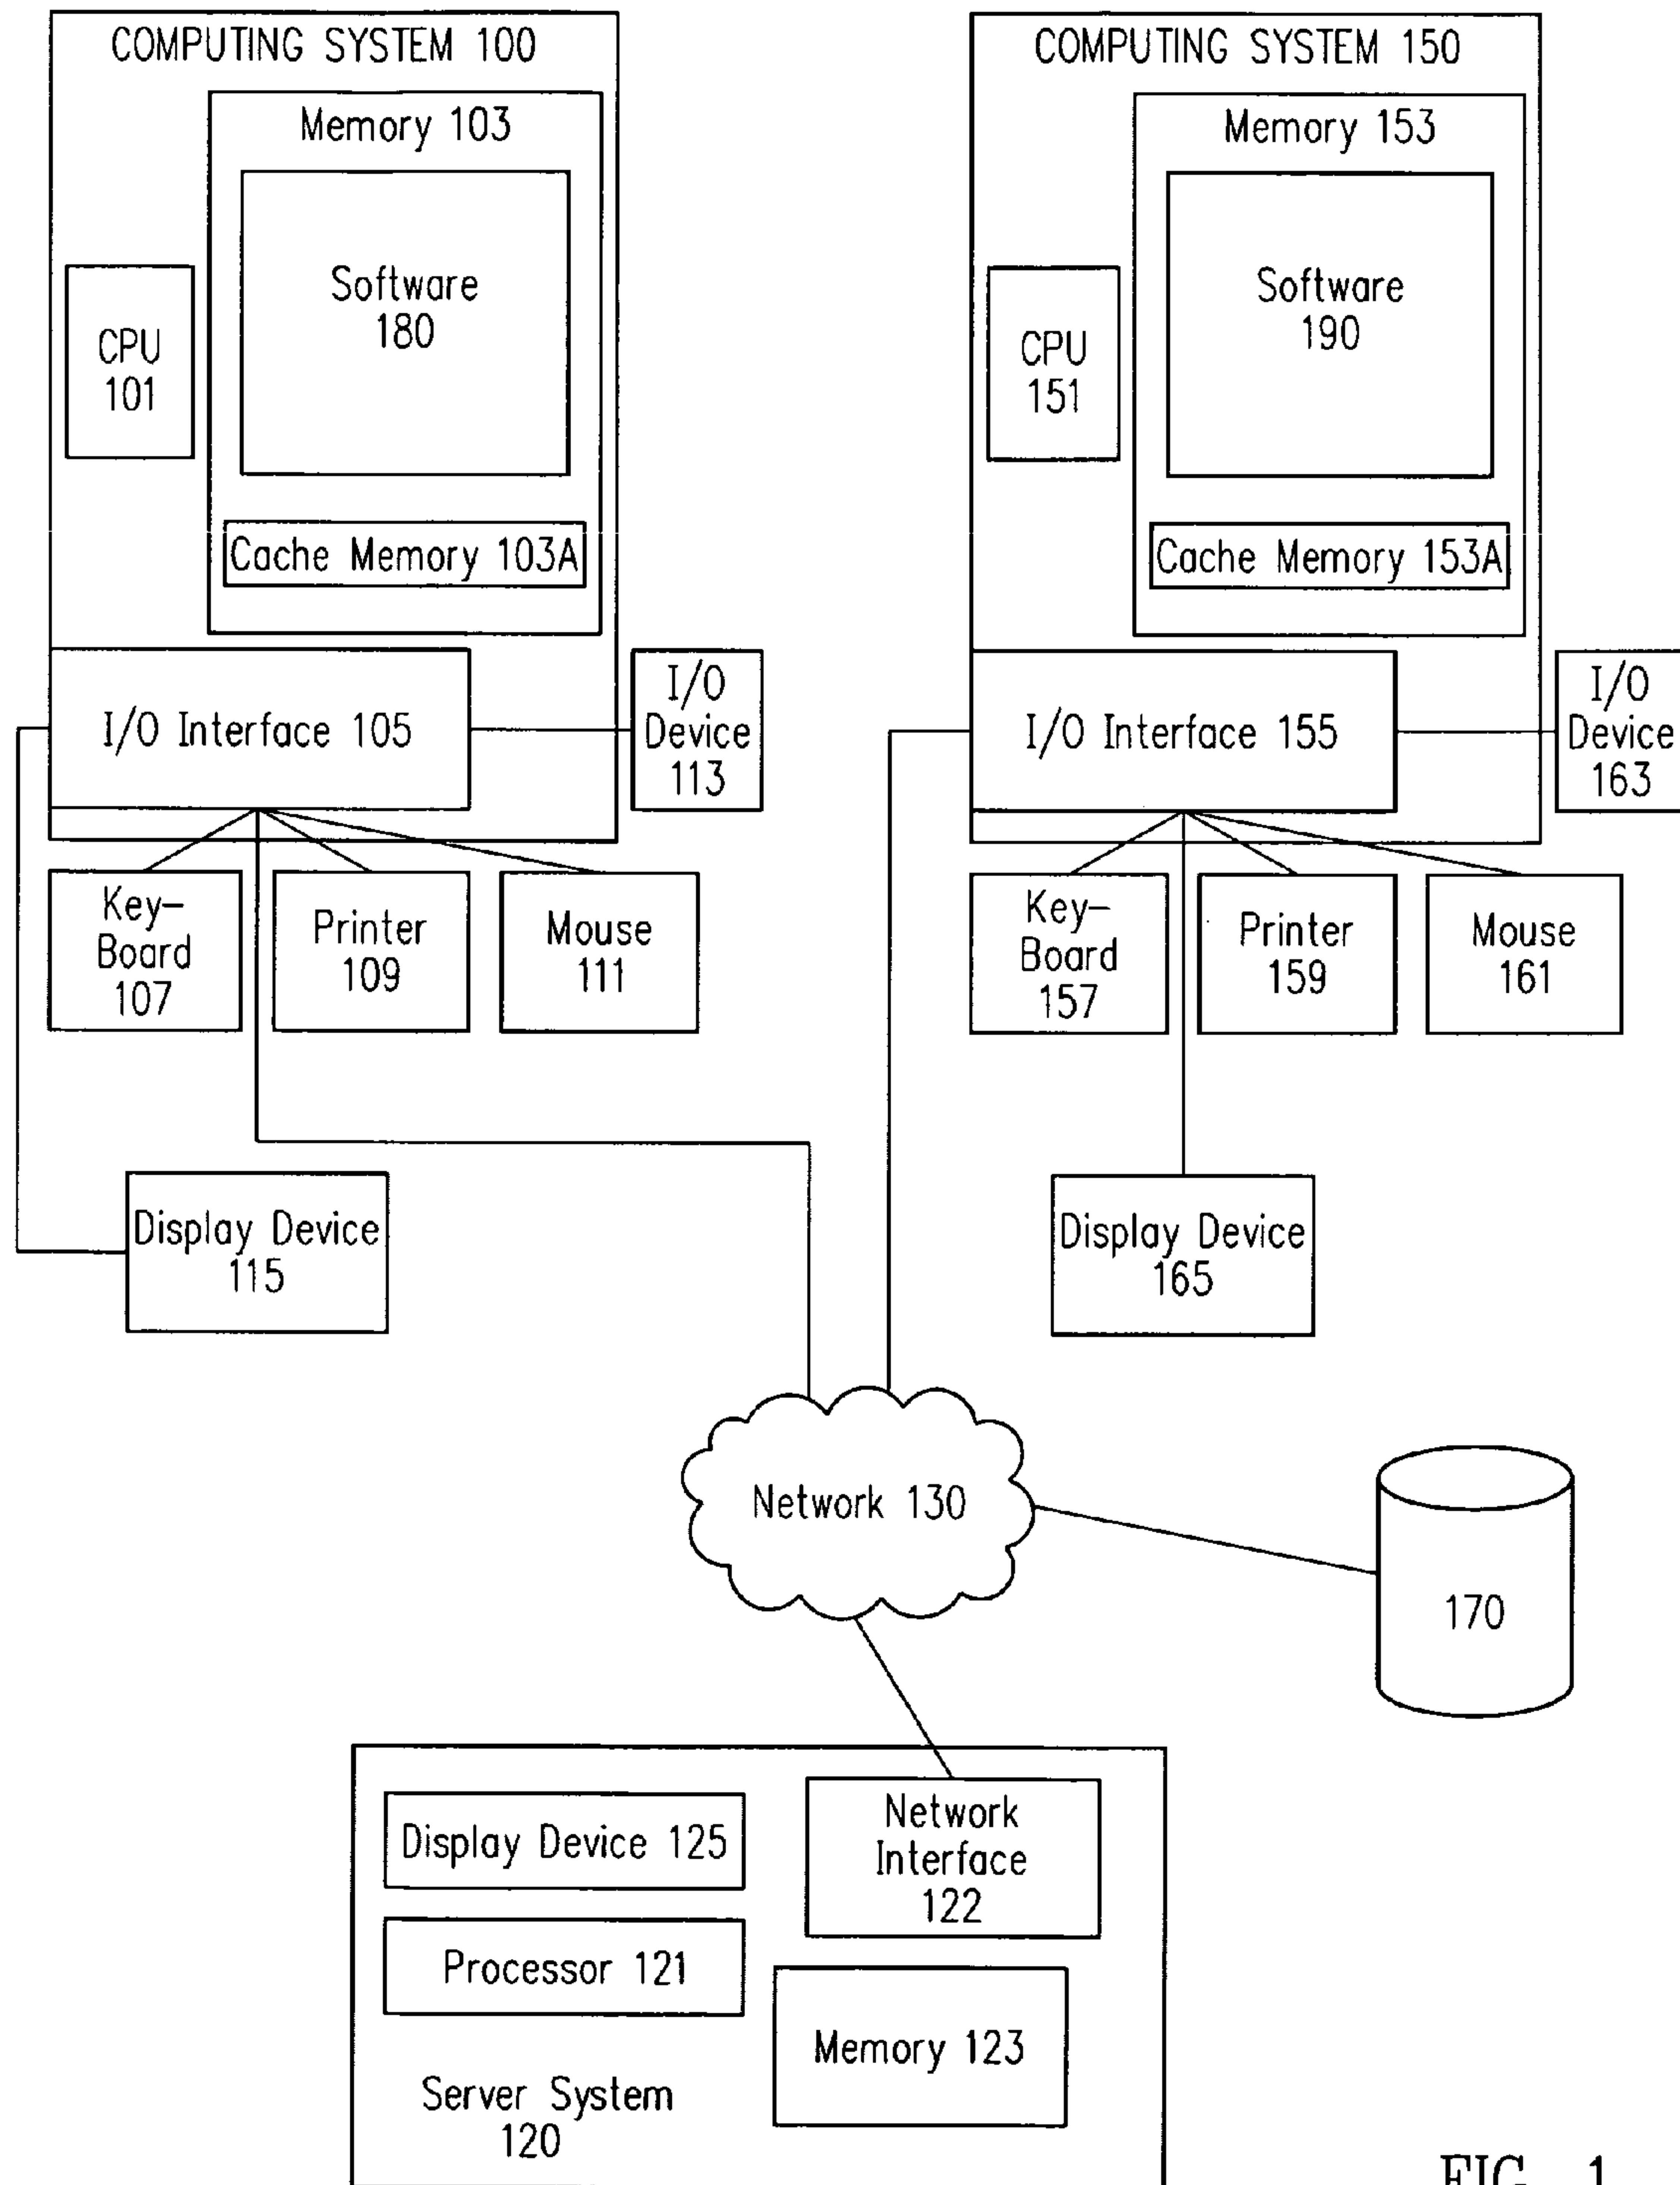 COMPUTING SYSTEM 100
Memory 103
Software
180
CPU
101
Cache Memory 103A
I/O Interface 105
I/O
Device
113
Key-
Board
107
Printer
109
Mouse
111
Display Device
115
COMPUTING SYSTEM 150
Memory 153
Software
190
CPU
151
Cache Memory 153A
I/O Interface 155
I/O
Device
163
Key-
Board
157
Printer
159
Mouse
161
Display Device
165
Network 130
170
Display Device 125
Network
Interface
122
Processor 121
Memory 123
Server System
120
FIG. 1